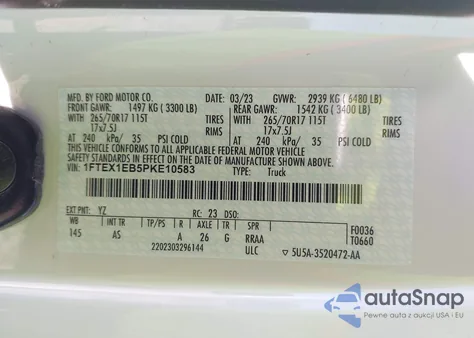 MFD. BY FORD MOTOR CO. 03/23 GVWR: 2939 KG ( 6480 LB)
FRONT GAWR: 1497 KG ( 3300 LB) REAR GAWR: 1542 KG ( 3400 LB)
265/70R17 115T TIRES 265/70R17 115T TIRES
17x7.5J RIMS 17x7.5J RIMS
AT 240 kPa/ 35 PSI COLD AT 240 kPa/ 35 PSI COLD
THIS VEHICLE CONFORMS TO ALL APPLICABLE FEDERAL MOTOR VEHICLE
SAFETY STANDARDS IN EFFECT ON THE DATE OF MANUFACTURE SHOWN ABOVE.
VIN: 1FTEX1EB5PKE10583 TYPE: Truck
EXT PNT: YZ RC: 23 DSO:
WB INT TR TP/PS R AXLE TR SPR F0036
145 AS A 26 G RRAA T0660
2202303296144 ULC 5U5A-3520472-AA
autoSnap
Pewne auta z USA i EU